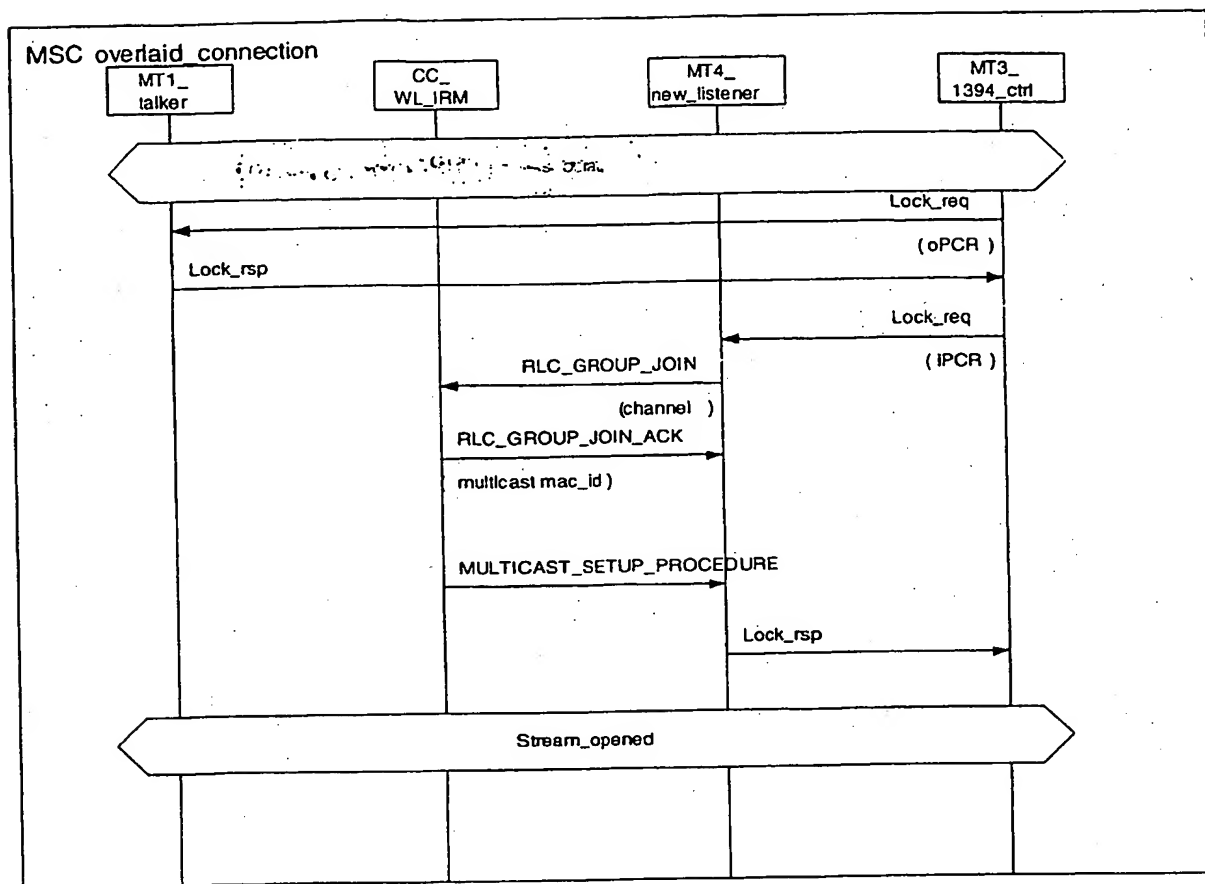 MSC overlaid_connection
MT1_
talker
CC_
WL_IRM
MT4_
new_listener
MT3_
1394_ctrl
Lock_req
( oPCR )
Lock_rsp
Lock_req
( iPCR )
RLC_GROUP_JOIN
(channel )
RLC_GROUP_JOIN_ACK
multicast mac_id )
MULTICAST_SETUP_PROCEDURE
Lock_rsp
Stream_opened